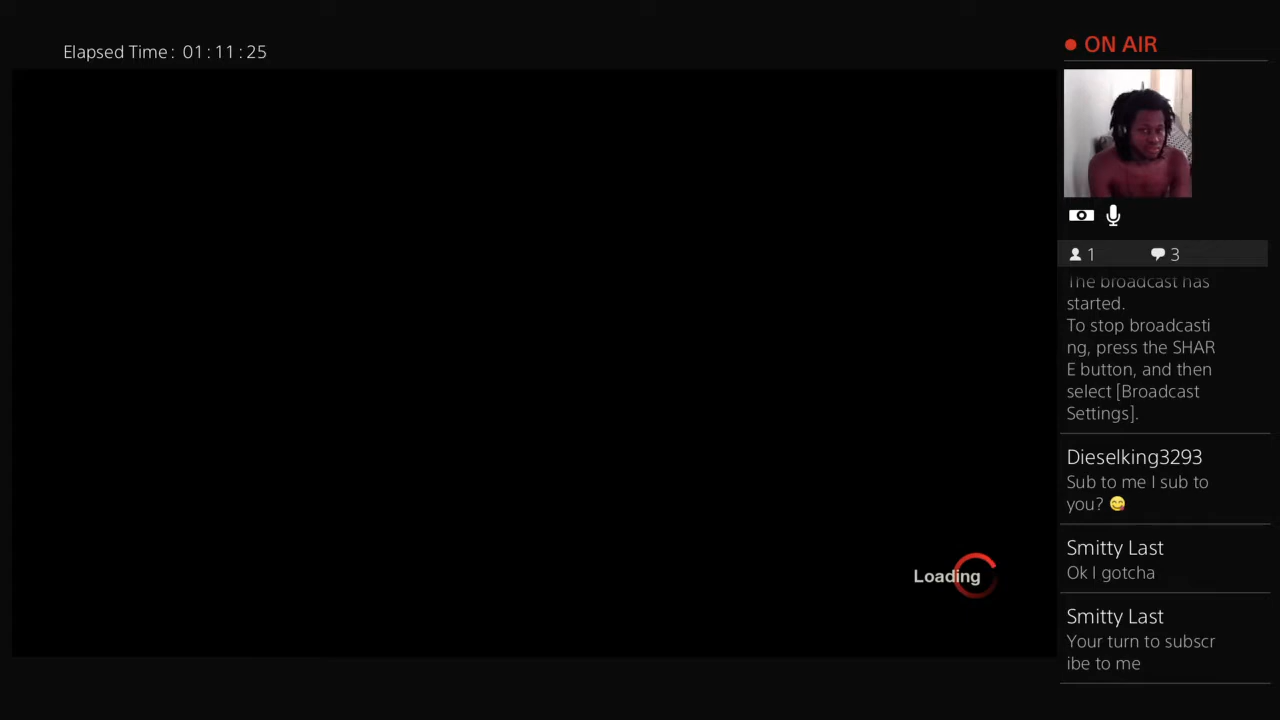 Elapsed Time: 01:11:25
ON AIR
1 3
The broadcast has
started.
To stop broadcasti
ng, press the SHAR
E button, and then
select [Broadcast
Settings].
Dieselking3293
Sub to me I sub to
you? 😋
Smitty Last
Ok I gotcha
Smitty Last
Your turn to subscr
ibe to me
Loading